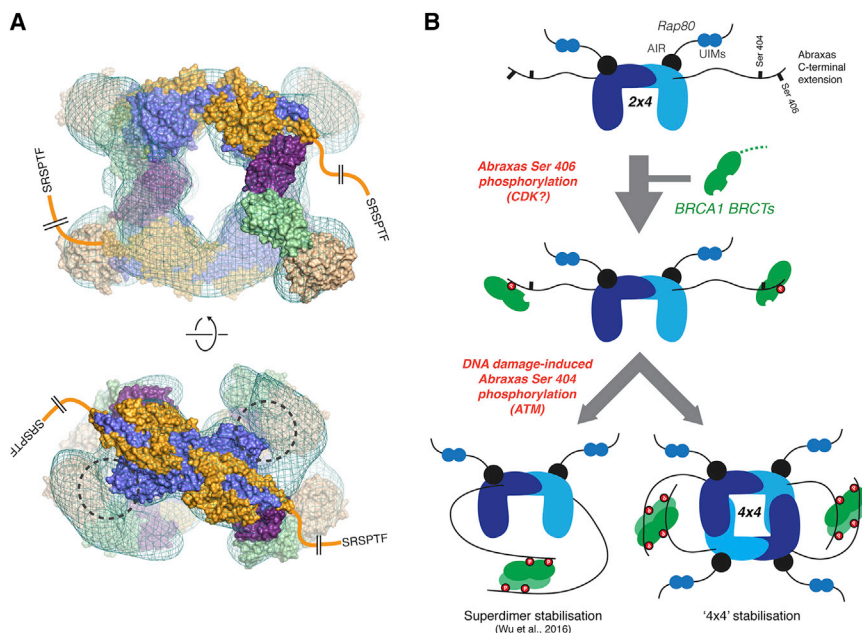 A
SRSPTF
SRSPTF
SRSPTF
SRSPTF
B
Rap80
AIR
UIMs
2x4
Ser 404
Ser 406
Abraxas
C-terminal
extension
Abraxas Ser 406
phosphorylation
(CDK?)
BRCA1 BRCTs
DNA damage-induced
Abraxas Ser 404
phosphorylation
(ATM)
4x4
Superdimer stabilisation
(Wu et al., 2016)
'4x4' stabilisation